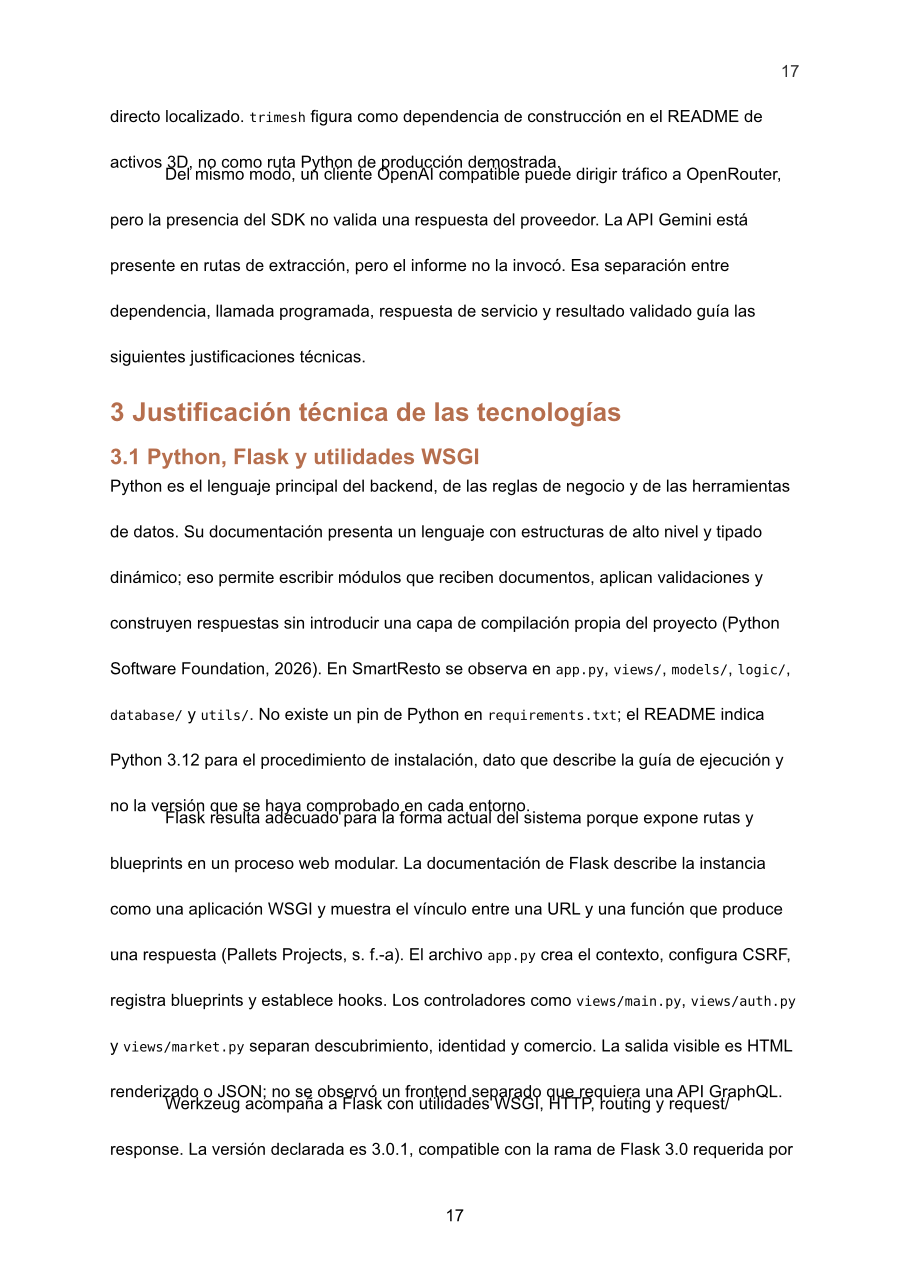 17
directo localizado. trimesh figura como dependencia de construcción en el README de
activos 3D, no como ruta Python de producción demostrada.
Del mismo modo, un cliente OpenAI compatible puede dirigir tráfico a OpenRouter,
pero la presencia del SDK no valida una respuesta del proveedor. La API Gemini está
presente en rutas de extracción, pero el informe no la invocó. Esa separación entre
dependencia, llamada programada, respuesta de servicio y resultado validado guía las
siguientes justificaciones técnicas.
3 Justificación técnica de las tecnologías
3.1 Python, Flask y utilidades WSGI
Python es el lenguaje principal del backend, de las reglas de negocio y de las herramientas
de datos. Su documentación presenta un lenguaje con estructuras de alto nivel y tipado
dinámico; eso permite escribir módulos que reciben documentos, aplican validaciones y
construyen respuestas sin introducir una capa de compilación propia del proyecto (Python
Software Foundation, 2026). En SmartResto se observa en app.py, views/, models/, logic/,
database/ y utils/. No existe un pin de Python en requirements.txt; el README indica
Python 3.12 para el procedimiento de instalación, dato que describe la guía de ejecución y
no la versión que se haya comprobado en cada entorno.
Flask resulta adecuado para la forma actual del sistema porque expone rutas y
blueprints en un proceso web modular. La documentación de Flask describe la instancia
como una aplicación WSGI y muestra el vínculo entre una URL y una función que produce
una respuesta (Pallets Projects, s. f.-a). El archivo app.py crea el contexto, configura CSRF,
registra blueprints y establece hooks. Los controladores como views/main.py, views/auth.py
y views/market.py separan descubrimiento, identidad y comercio. La salida visible es HTML
renderizado o JSON; no se observó un frontend separado que requiera una API GraphQL.
Werkzeug acompaña a Flask con utilidades WSGI, HTTP, routing y request/
response. La versión declarada es 3.0.1, compatible con la rama de Flask 3.0 requerida por
17